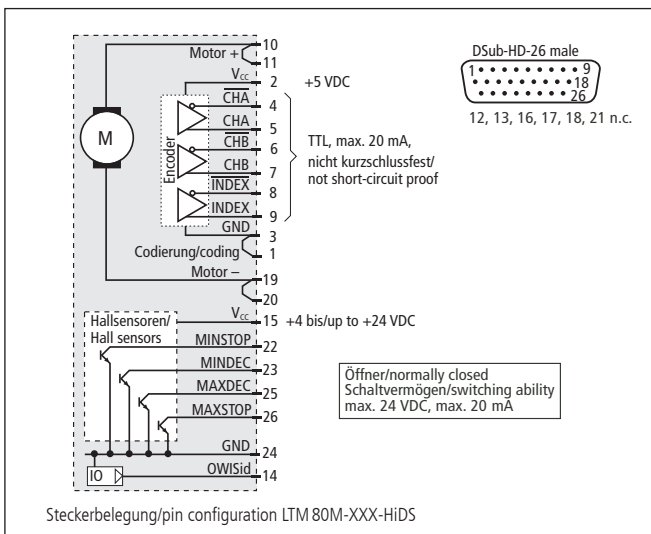 Motor +
10
11
V_CC 2 +5 VDC
CHA 4
CHA 5
CHB 6
CHB 7
INDEX 8
INDEX 9
GND 3
Codierung/coding 1
Motor – 19
20
M
Encoder
TTL, max. 20 mA,
nicht kurzschlussfest/
not short-circuit proof
DSub-HD-26 male
1 9
18
26
12, 13, 16, 17, 18, 21 n.c.
Hallsensoren/
Hall sensors
V_CC 15 +4 bis/up to +24 VDC
MINSTOP 22
MINDEC 23
MAXDEC 25
MAXSTOP 26
GND 24
IO OWISid 14
Öffner/normally closed
Schaltvermögen/switching ability
max. 24 VDC, max. 20 mA
Steckerbelegung/pin configuration LTM 80M-XXX-HiDS